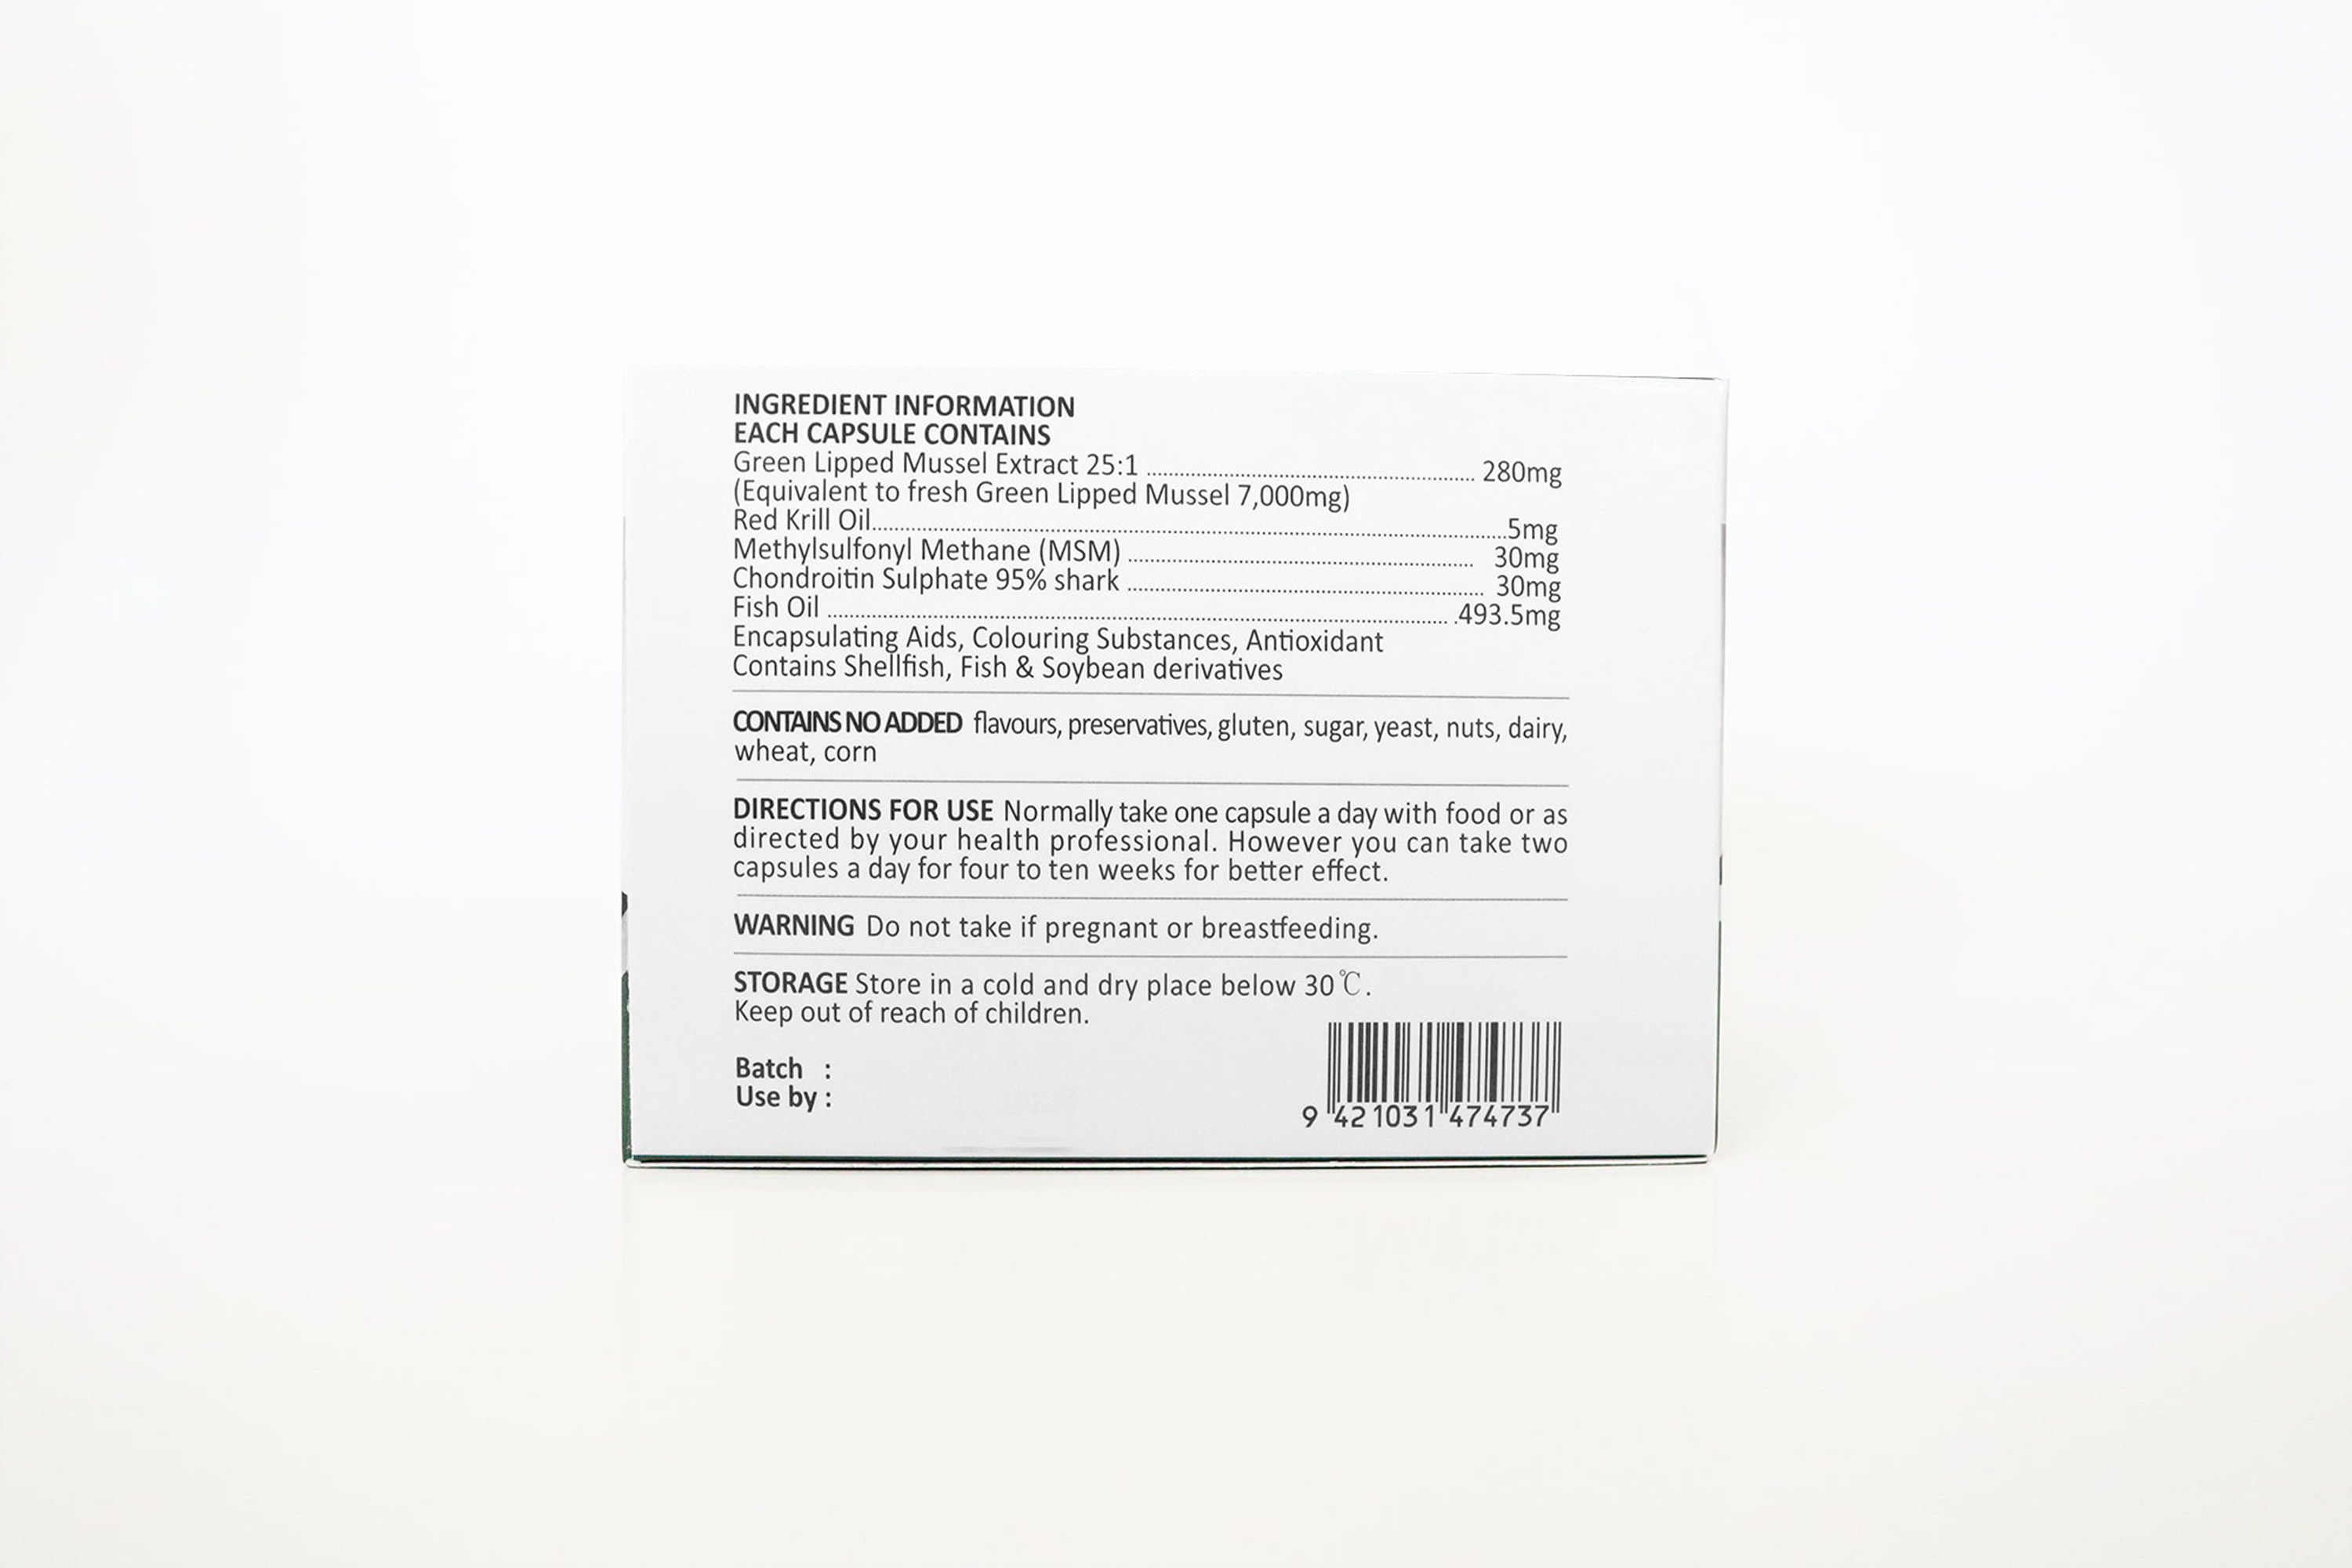 INGREDIENT INFORMATION
EACH CAPSULE CONTAINS
Green Lipped Mussel Extract 25:1 ........................................................ 280mg
(Equivalent to fresh Green Lipped Mussel 7,000mg)
Red Krill Oil............................................................................................................5mg
Methylsulfonyl Methane (MSM) ........................................................... 30mg
Chondroitin Sulphate 95% shark ............................................................. 30mg
Fish Oil ......................................................................................................... .493.5mg
Encapsulating Aids, Colouring Substances, Antioxidant
Contains Shellfish, Fish & Soybean derivatives
CONTAINS NO ADDED flavours, preservatives, gluten, sugar, yeast, nuts, dairy,
wheat, corn
DIRECTIONS FOR USE Normally take one capsule a day with food or as
directed by your health professional. However you can take two
capsules a day for four to ten weeks for better effect.
WARNING Do not take if pregnant or breastfeeding.
STORAGE Store in a cold and dry place below 30℃.
Keep out of reach of children.
Batch :
Use by :
9 421031 474737